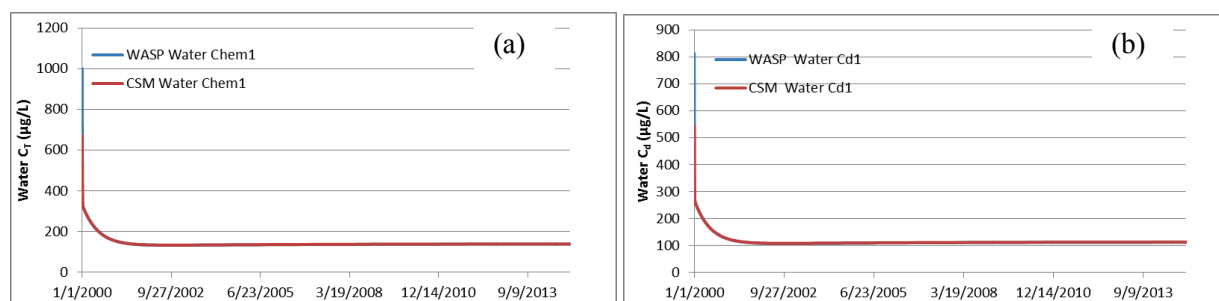 (a)
WASP Water Chem1
CSM Water Chem1
Water CT (µg/L)
1200
1000
800
600
400
200
0
1/1/2000 9/27/2002 6/23/2005 3/19/2008 12/14/2010 9/9/2013
(b)
WASP Water Cd1
CSM Water Cd1
Water Cd (µg/L)
900
800
700
600
500
400
300
200
100
0
1/1/2000 9/27/2002 6/23/2005 3/19/2008 12/14/2010 9/9/2013